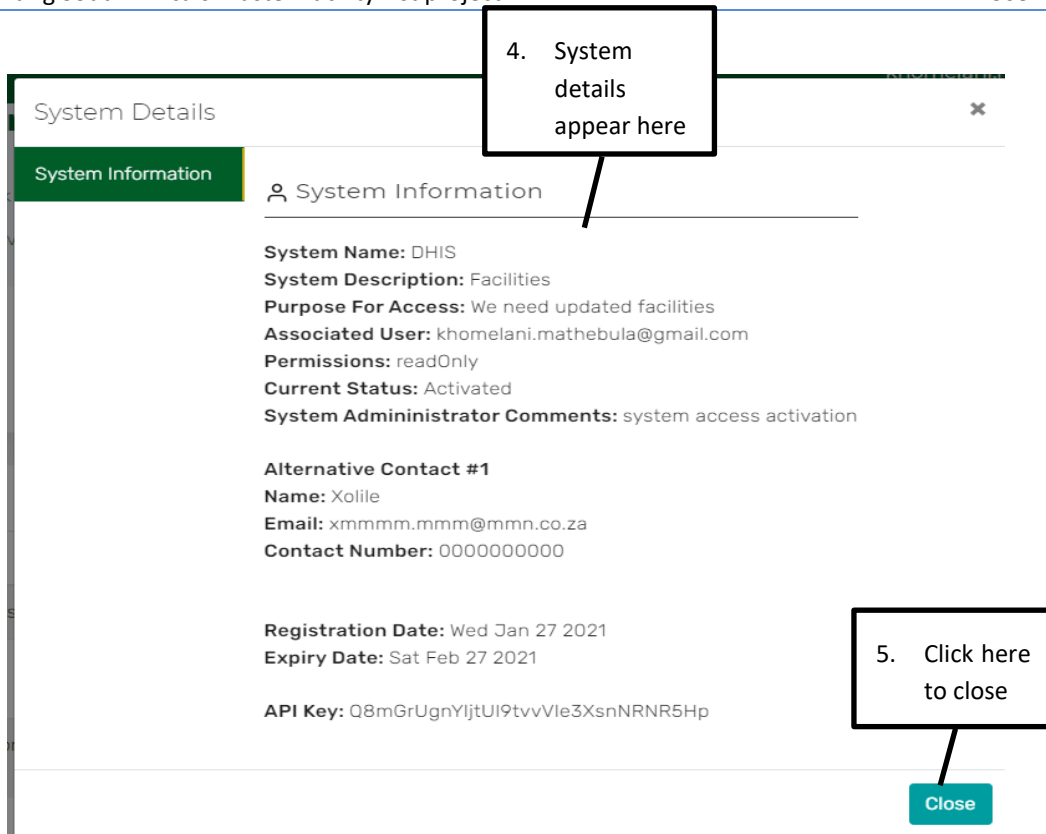 4. System
details
appear here
System Details
System Information
System Information
System Name: DHIS
System Description: Facilities
Purpose For Access: We need updated facilities
Associated User: khomelani.mathebula@gmail.com
Permissions: readOnly
Current Status: Activated
System Admininistrator Comments: system access activation
Alternative Contact #1
Name: Xolile
Email: xmmmm.mmm@mmn.co.za
Contact Number: 0000000000
Registration Date: Wed Jan 27 2021
Expiry Date: Sat Feb 27 2021
5. Click here
to close
API Key: Q8mGrUgnYljtUI9tvvVle3XsnNRNR5Hp
Close